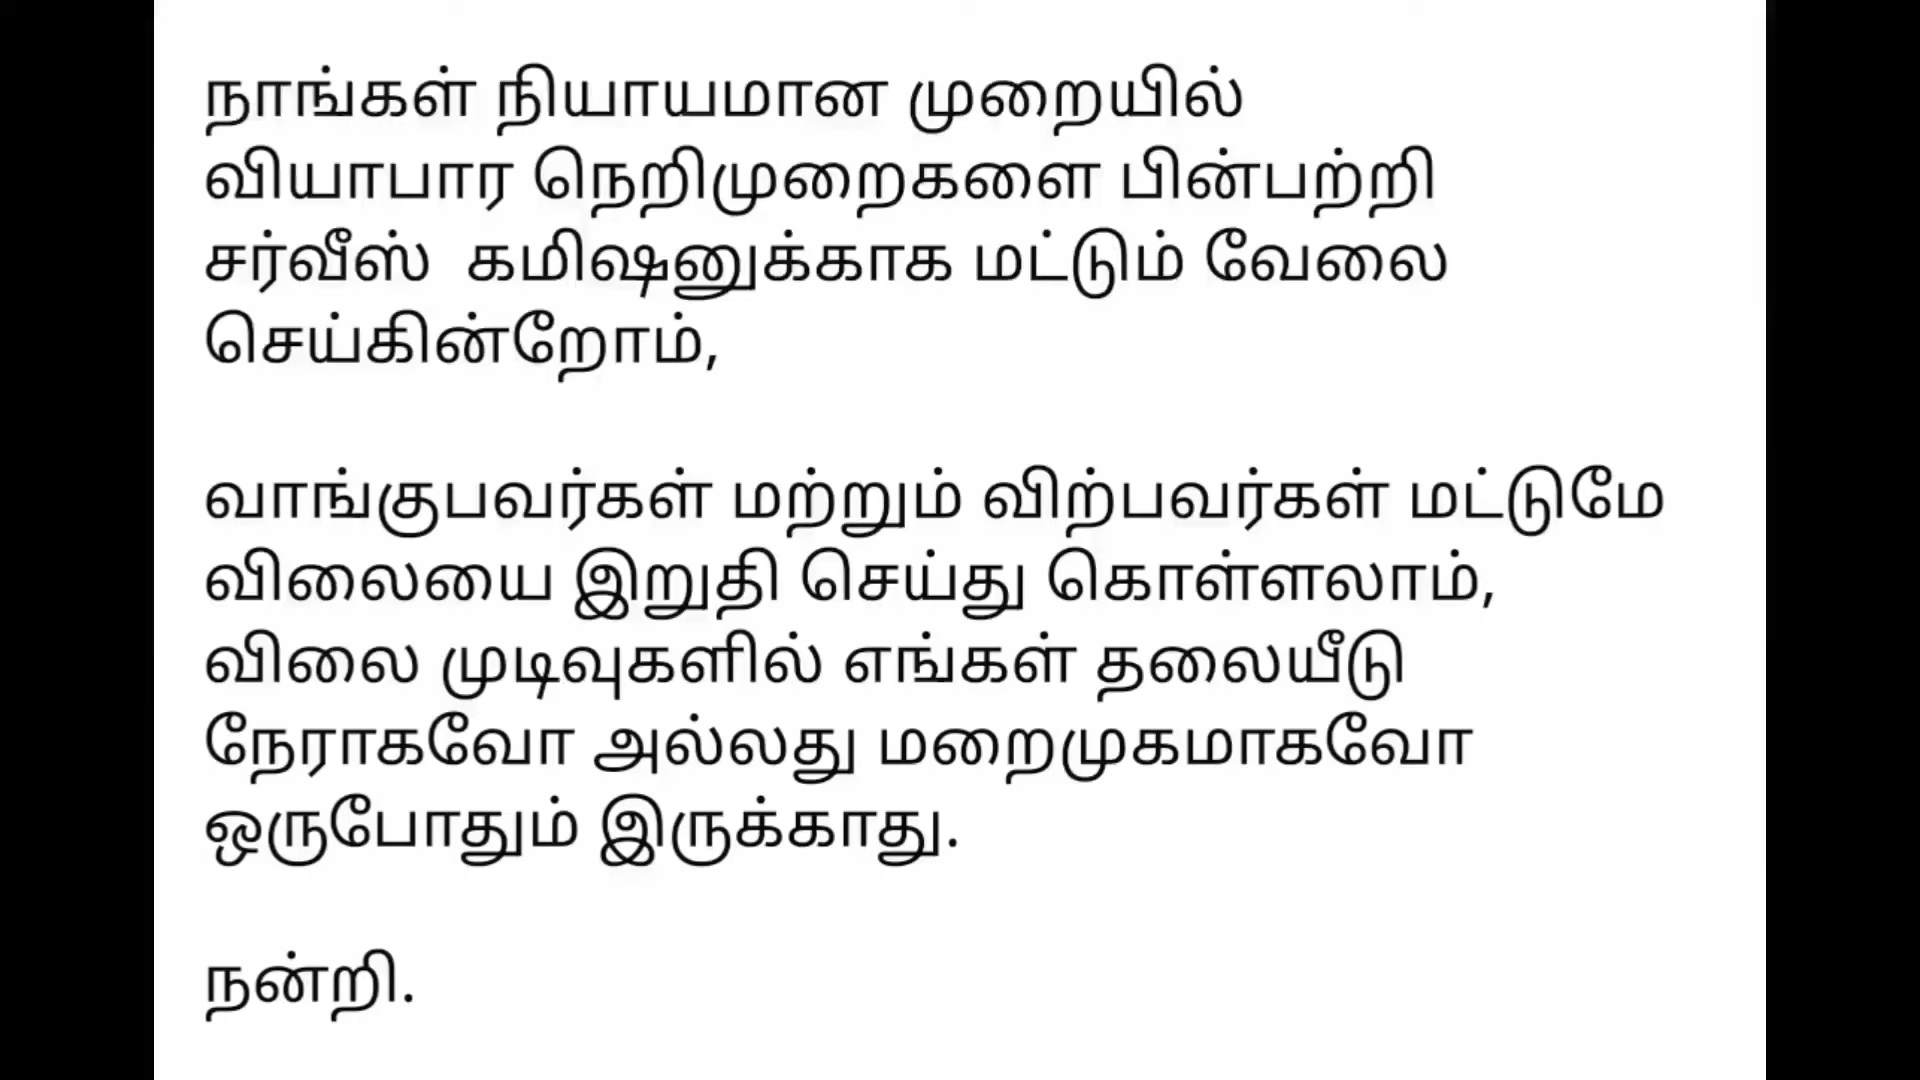 நாங்கள் நியாயமான முறையில்
வியாபார நெறிமுறைகளை பின்பற்றி
சர்வீஸ்  கமிஷனுக்காக மட்டும் வேலை
செய்கின்றோம்,
வாங்குபவர்கள் மற்றும் விற்பவர்கள் மட்டுமே
விலையை இறுதி செய்து கொள்ளலாம்,
விலை முடிவுகளில் எங்கள் தலையீடு
நேராகவோ அல்லது மறைமுகமாகவோ
ஒருபோதும் இருக்காது.
நன்றி.